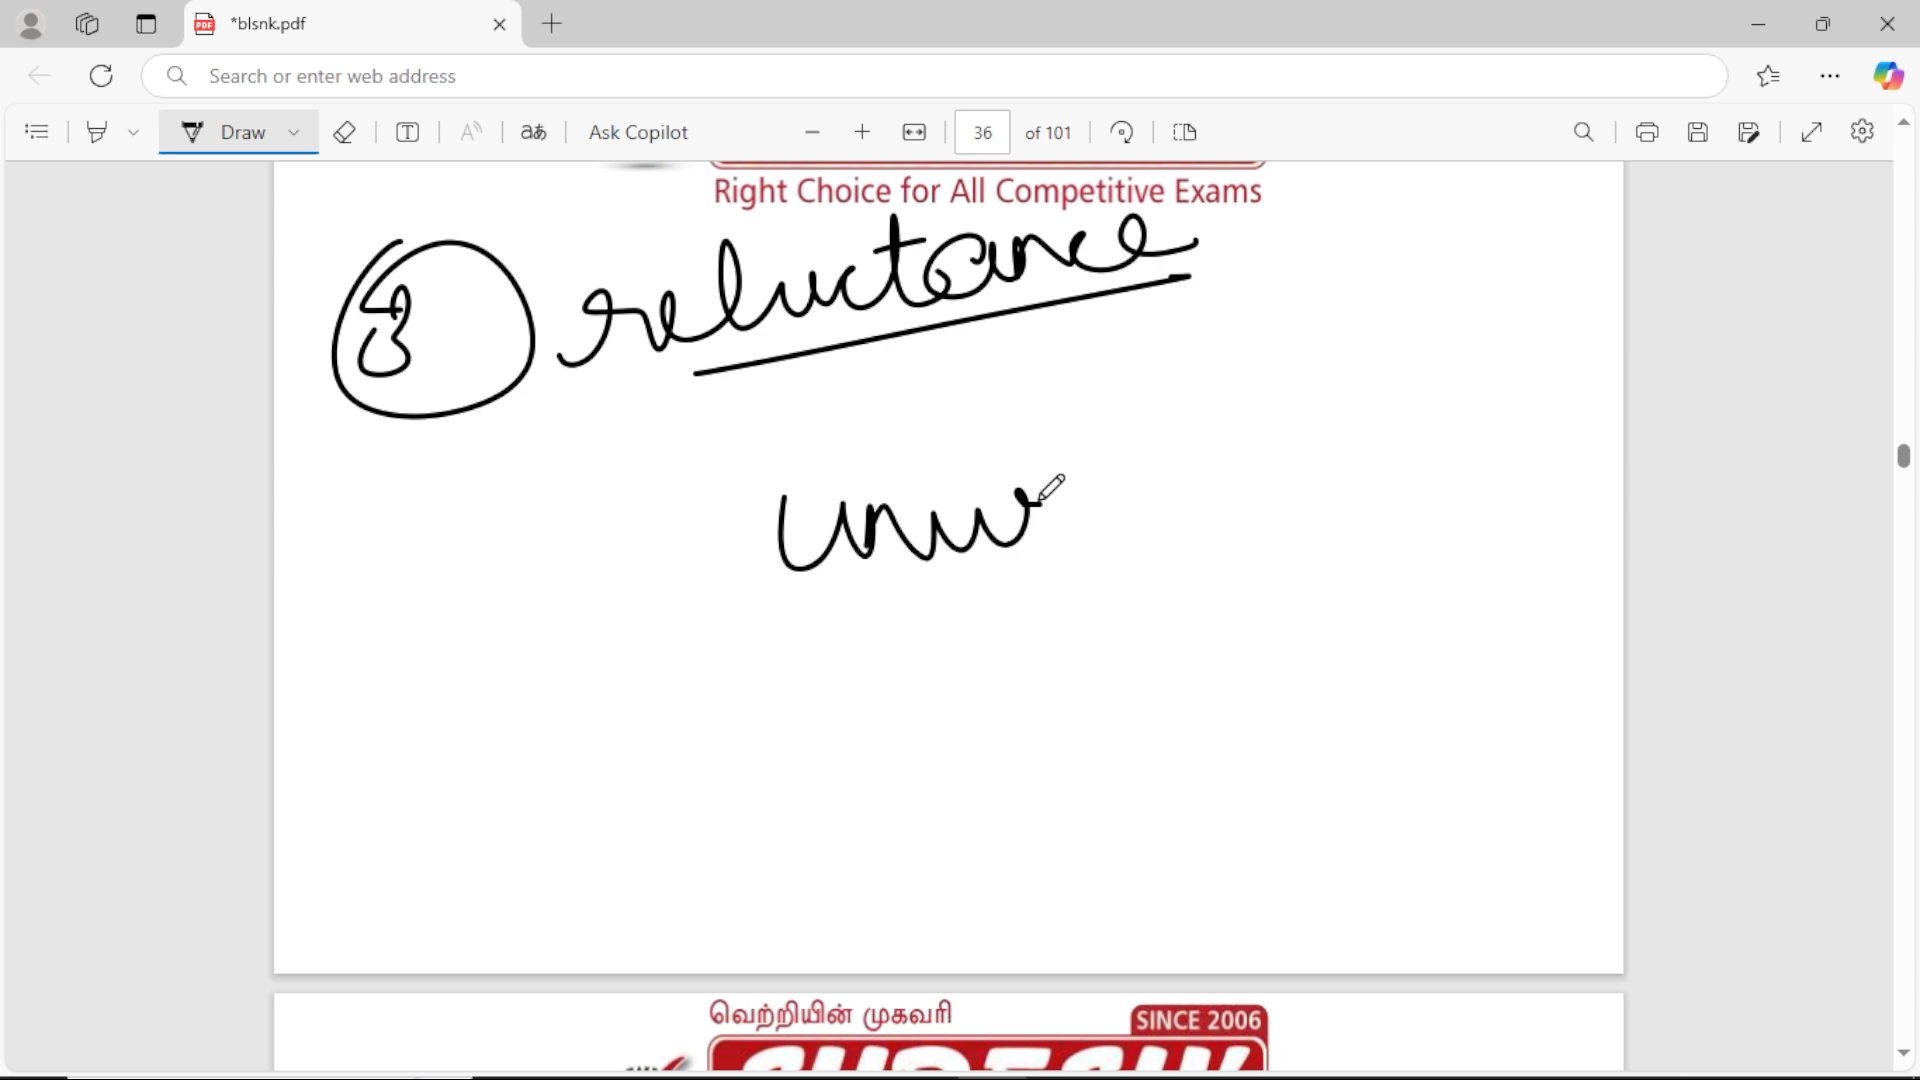 *blsnk.pdf
Search or enter web address
Draw
Ask Copilot
36 of 101
Right Choice for All Competitive Exams
reluctance
unw
வெற்றியின் முகவரி
SINCE 2006